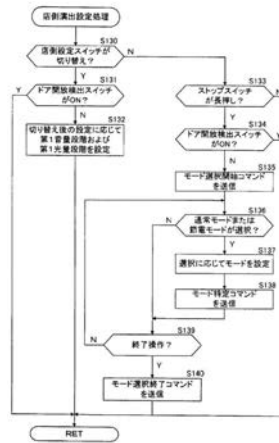 店側演出設定処理
S130
店側設定スイッチが
切り替え?
N
Y
S131
ドア開放検出スイッチ
がON?
Y
N
S132
切り替え後の設定に応じて
第1音量段階および
第1光量段階を設定
S133
ストップスイッチ
が長押し?
N
Y
S134
ドア開放検出スイッチ
がON?
Y
N
S135
モード選択開始コマンド
を送信
S136
通常モードまたは
節電モードが選択?
N
Y
S137
選択に応じてモードを設定
S138
モード特定コマンド
を送信
S139
終了操作?
N
Y
S140
モード選択終了コマンド
を送信
RET